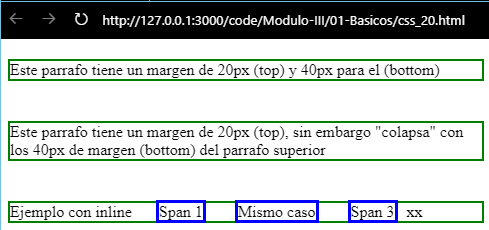 http://127.0.0.1:3000/code/Modulo-III/01-Basicos/css_20.html
Este parrafo tiene un margen de 20px (top) y 40px para el (bottom)
Este parrafo tiene un margen de 20px (top), sin embargo "colapsa" con
los 40px de margen (bottom) del parrafo superior
Ejemplo con inline Span 1 Mismo caso Span 3 xx